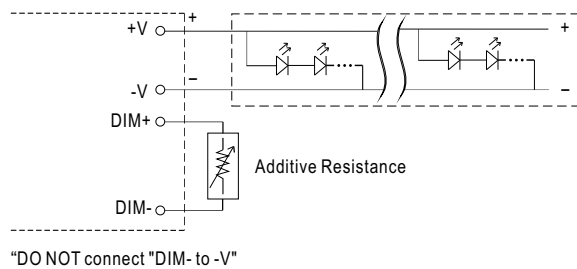 +V
+
+
-V
−
−
DIM+
Additive Resistance
DIM-
“DO NOT connect "DIM- to -V"